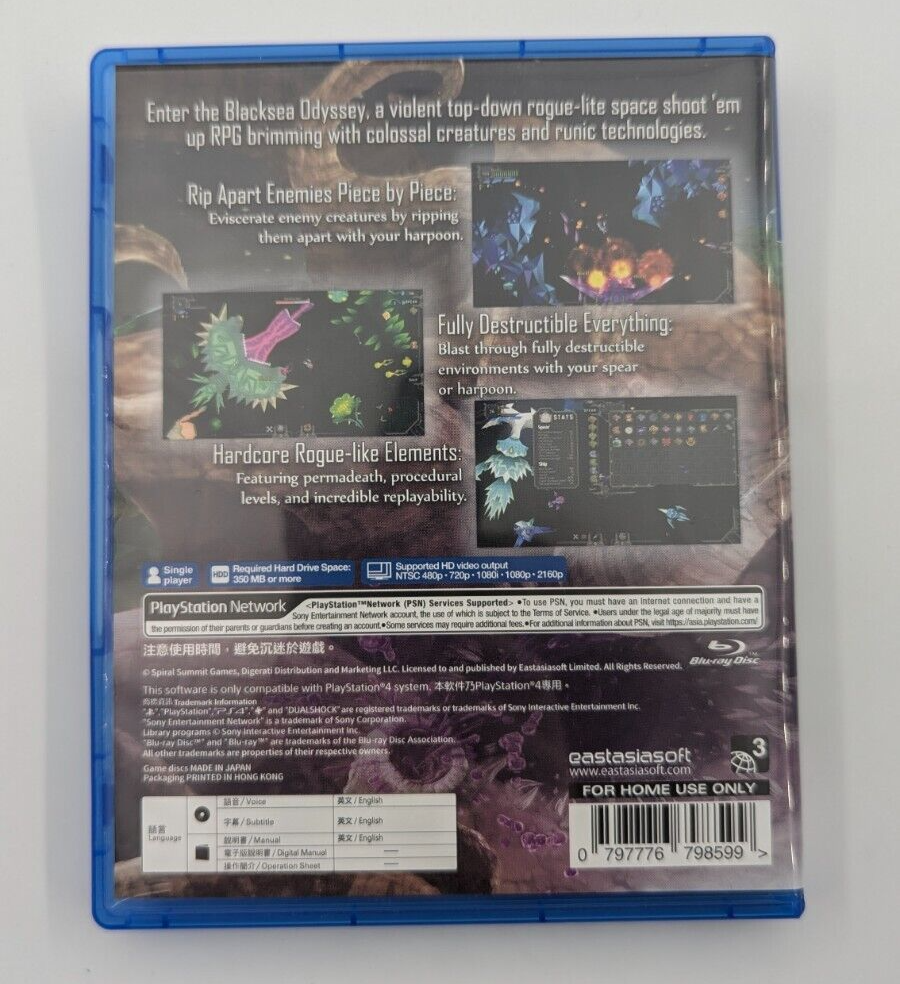 Enter the Blacksea Odyssey, a violent top-down rogue-lite space shoot 'em
up RPG brimming with colossal creatures and runic technologies.
Rip Apart Enemies Piece by Piece:
Eviscerate enemy creatures by ripping
them apart with your harpoon.
Fully Destructible Everything:
Blast through fully destructible
environments with your spear
or harpoon.
STATS
Spear
Ship
Hardcore Rogue-like Elements:
Featuring permadeath, procedural
levels, and incredible replayability.
Single
player
HDD
Required Hard Drive Space:
350 MB or more
Supported HD video output
NTSC 480p • 720p • 1080i • 1080p • 2160p
PlayStation Network
<PlayStation™Network (PSN) Services Supported> •To use PSN, you must have an Internet connection and have a
Sony Entertainment Network account, the use of which is subject to the Terms of Service. •Users under the legal age of majority must have
the permission of their parents or guardians before creating an account.•Some services may require additional fees.•For additional information about PSN, visit https://asia.playstation.com/
注意使用時間，避免沉迷於遊戲。
Blu-ray Disc™
© Spiral Summit Games, Digerati Distribution and Marketing LLC. Licensed to and published by Eastasiasoft Limited. All Rights Reserved.
This software is only compatible with PlayStation®4 system. 本軟件乃PlayStation®4專用。
商標資訊 Trademark Information
"PlayStation", "PS4", and "DUALSHOCK" are registered trademarks or trademarks of Sony Interactive Entertainment Inc.
"Sony Entertainment Network" is a trademark of Sony Corporation.
Library programs © Sony Interactive Entertainment Inc.
"Blu-ray Disc™" and "Blu-ray™" are trademarks of the Blu-ray Disc Association.
All other trademarks are properties of their respective owners.
Game discs MADE IN JAPAN
Packaging PRINTED IN HONG KONG
eastasiasoft
www.eastasiasoft.com
3
FOR HOME USE ONLY
語言
Language
語音 / Voice
英文 / English
字幕 / Subtitle
英文 / English
說明書 / Manual
英文 / English
電子版說明書 / Digital Manual
—
操作簡介 / Operation Sheet
—
0 797776 798599 >